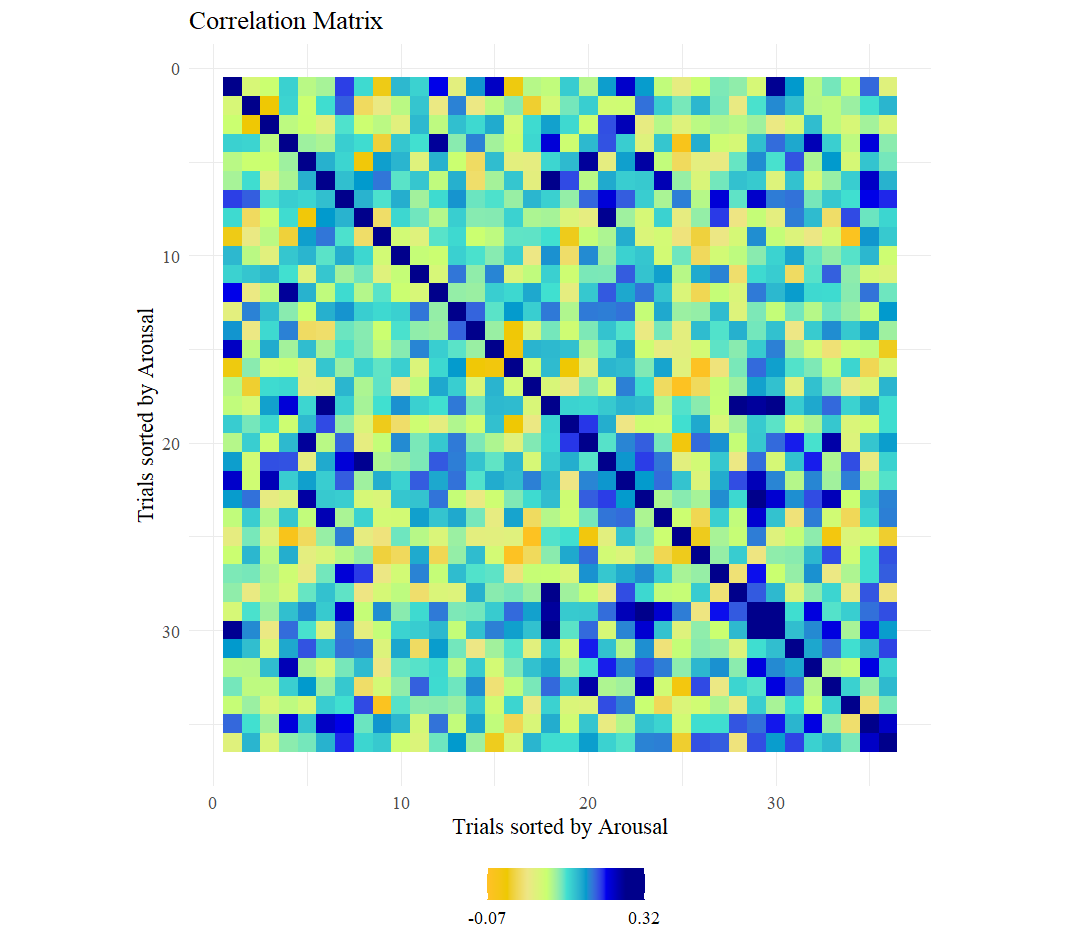 Correlation Matrix
0
10
20
30
Trials sorted by Arousal
0 10 20 30
Trials sorted by Arousal
-0.07 0.32